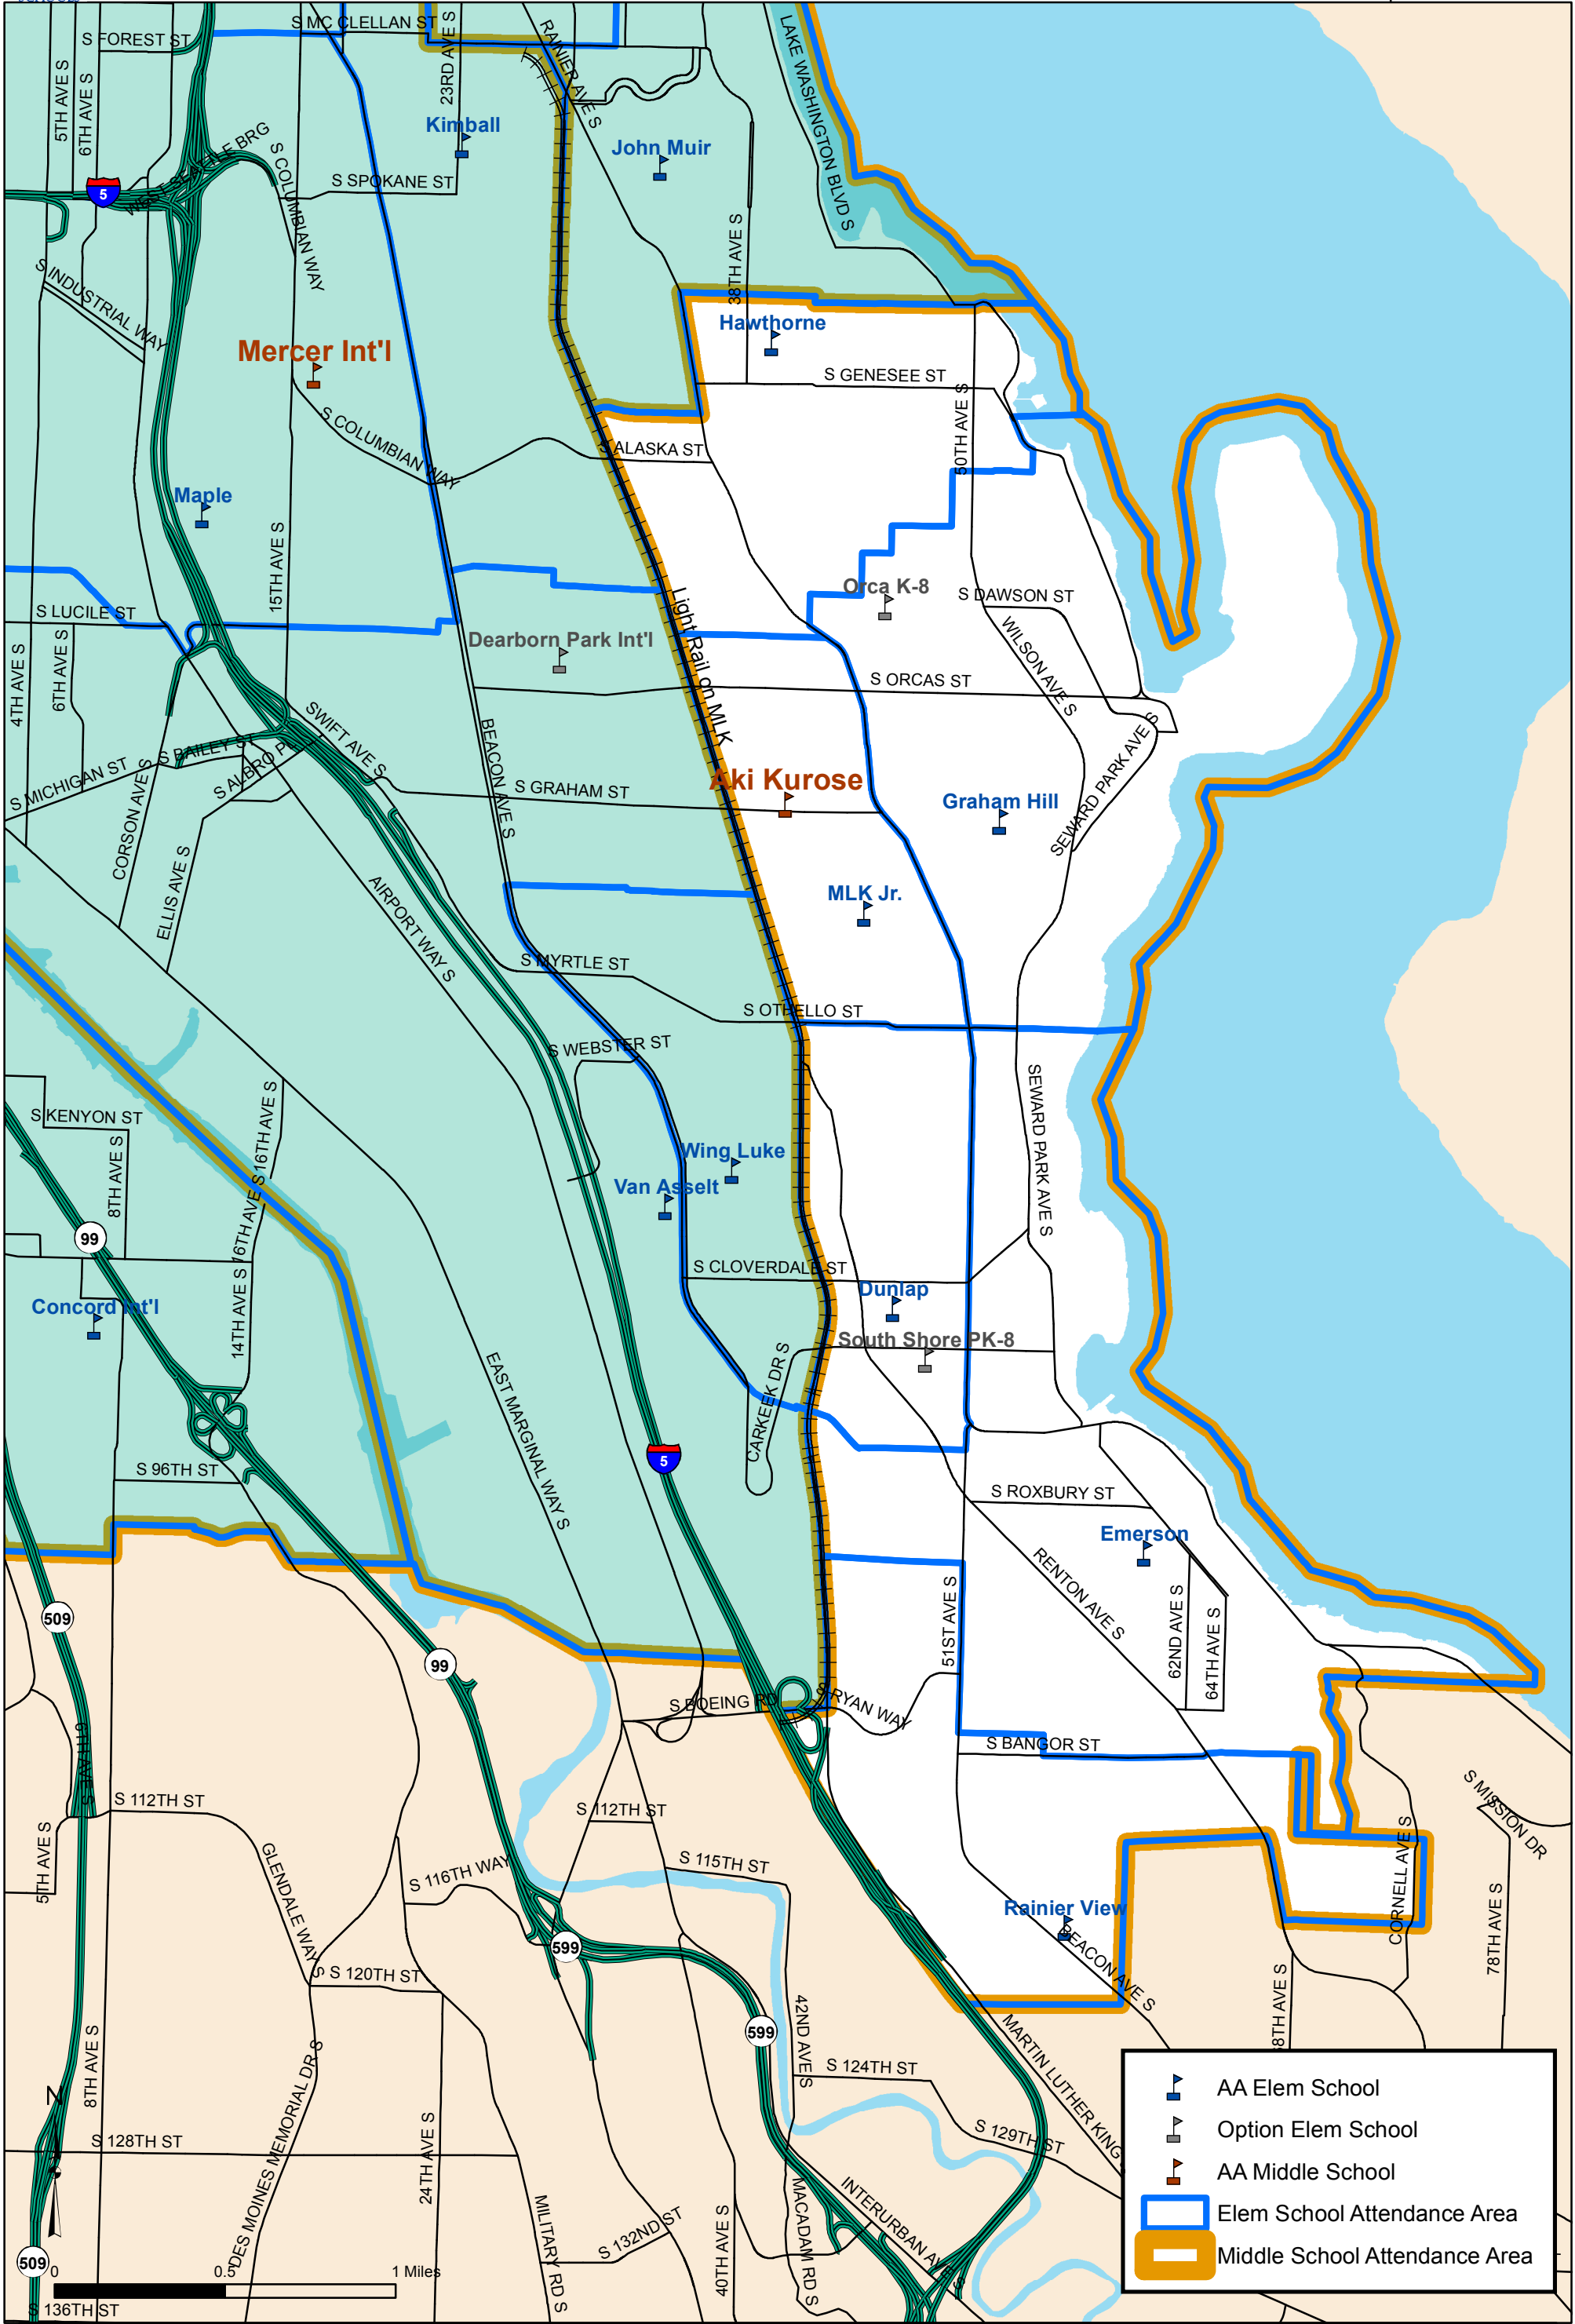 S MC CLELLAN ST
S FOREST ST
5TH AVE S
6TH AVE S
23RD AVE S
RAINIER AVE S
LAKE WASHINGTON BLVD S
Kimball
John Muir
WEST SEATTLE BRG
S COLUMBIAN WAY
S SPOKANE ST
5
38TH AVE S
S INDUSTRIAL WAY
Hawthorne
Mercer Int'l
S GENESEE ST
50TH AVE S
S COLUMBIAN WAY
S ALASKA ST
Maple
15TH AVE S
Orca K-8
S DAWSON ST
S LUCILE ST
Light Rail on MLK
Dearborn Park Int'l
WILSON AVE S
4TH AVE S
6TH AVE S
S ORCAS ST
SWIFT AVE S
BEACON AVE S
SEWARD PARK AVE S
S BAILEY ST
S MICHIGAN ST
S ALBRO PL
S GRAHAM ST
Aki Kurose
Graham Hill
CORSON AVE S
ELLIS AVE S
AIRPORT WAY S
MLK Jr.
S MYRTLE ST
S OTHELLO ST
S WEBSTER ST
SEWARD PARK AVE S
S KENYON ST
8TH AVE S
16TH AVE S
16TH AVE S
Wing Luke
Van Asselt
99
16TH AVE S
14TH AVE S
S CLOVERDALE ST
Dunlap
Concord Int'l
South Shore PK-8
CARKEEK DR S
EAST MARGINAL WAY S
5
S 96TH ST
S ROXBURY ST
Emerson
RENTON AVE S
51ST AVE S
62ND AVE S
64TH AVE S
509
99
S BOEING RD
S RYAN WAY
S BANGOR ST
6TH AVE S
S 112TH ST
S 112TH ST
S MISSION DR
5TH AVE S
GLENDALE WAY S
S 116TH WAY
S 115TH ST
CORNELL AVE S
78TH AVE S
Rainier View
BEACON AVE S
599
S 120TH ST
68TH AVE S
8TH AVE S
DES MOINES MEMORIAL DR S
599
42ND AVE S
S 124TH ST
MARTIN LUTHER KING
N
S 128TH ST
24TH AVE S
S 129TH ST
MILITARY RD S
S 132ND ST
40TH AVE S
MACADAM RD S
INTERURBAN AVE S
509
0 0.5 1 Miles
S 136TH ST
AA Elem School
Option Elem School
AA Middle School
Elem School Attendance Area
Middle School Attendance Area